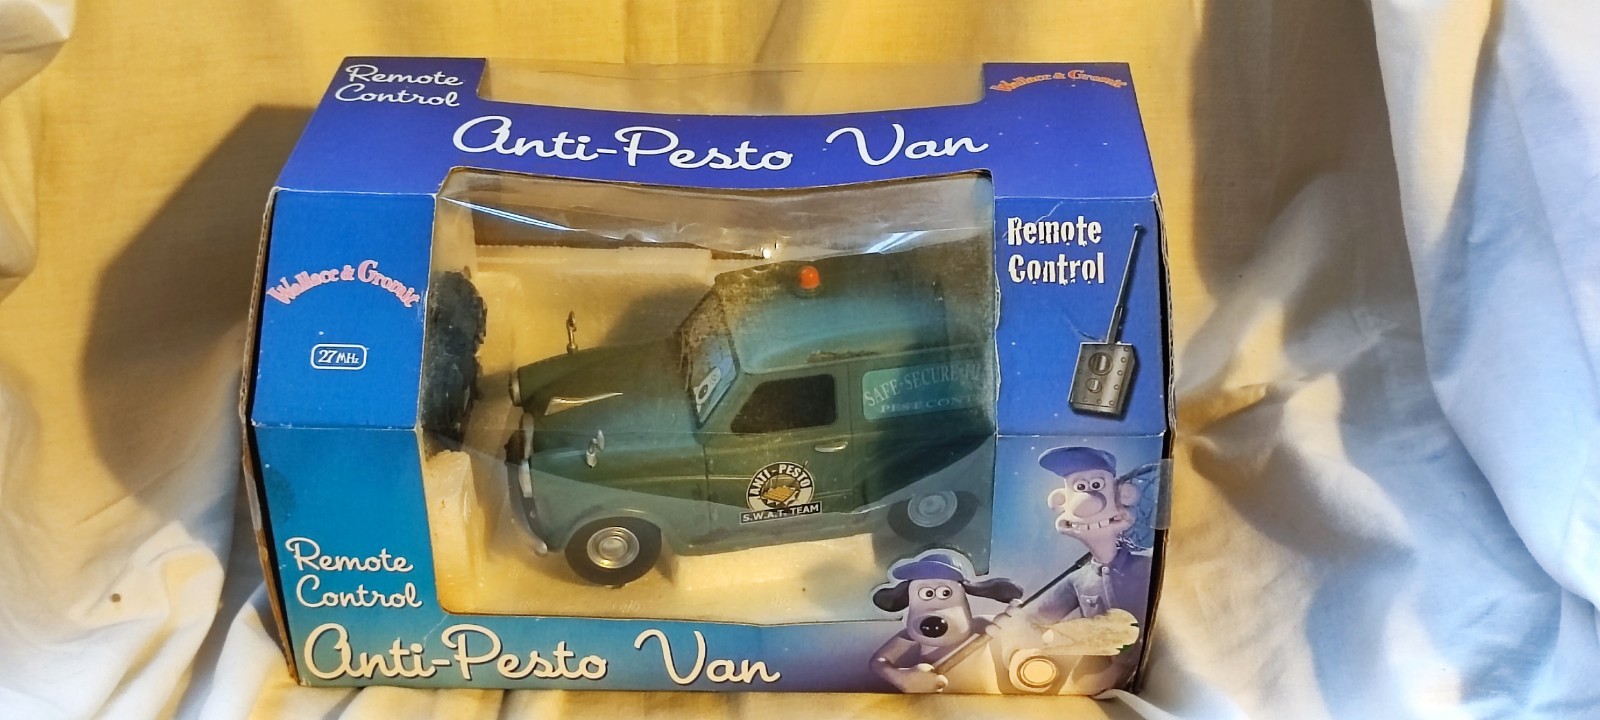 Remote
Control
Wallace & Gromit
Anti-Pesto Van
Wallace & Gromit
27MHz
Remote
Control
SAFE·SECURE
PEST
ANTI-PESTO
S.W.A.T. TEAM
Remote
Control
Anti-Pesto Van